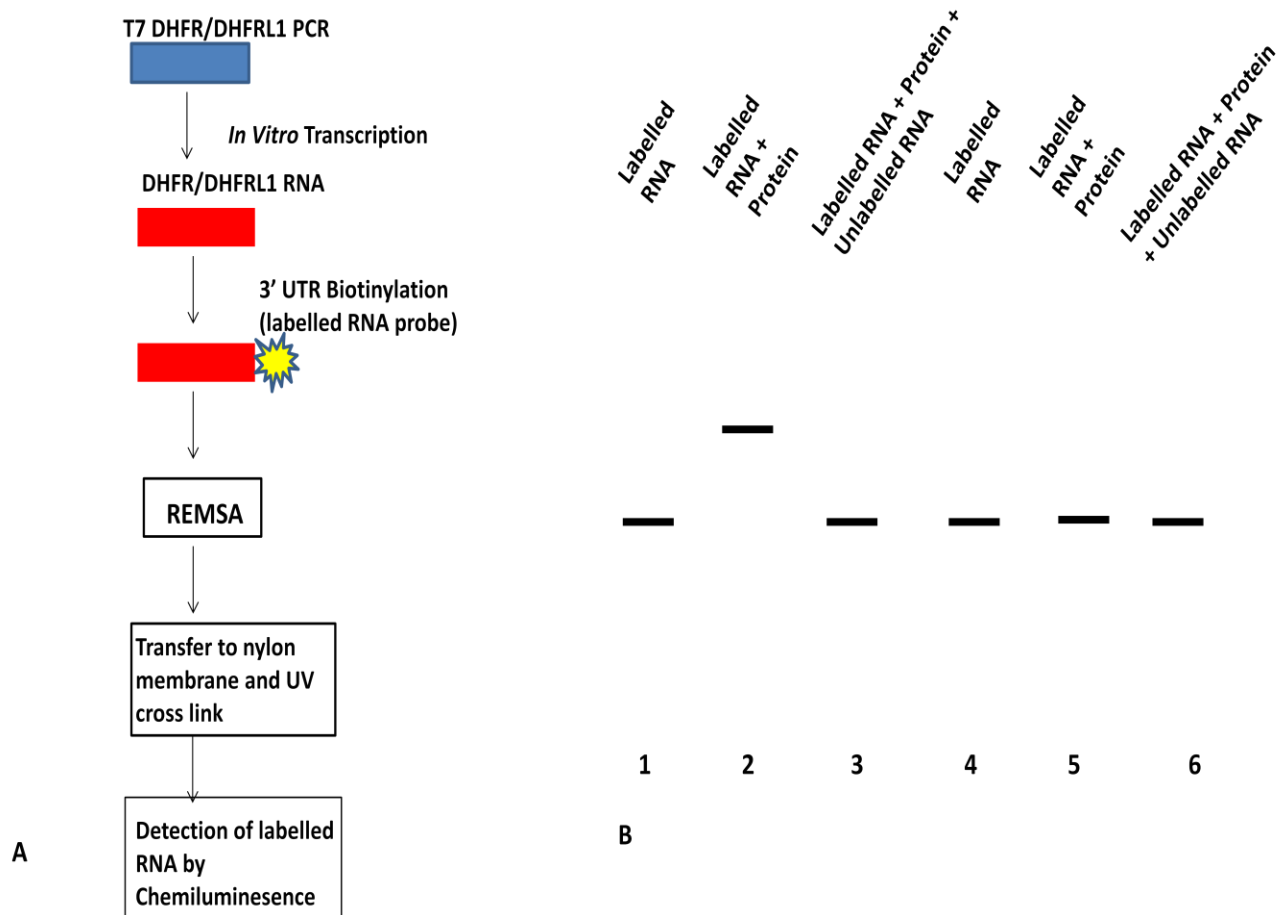 T7 DHFR/DHFRL1 PCR
In Vitro Transcription
DHFR/DHFRL1 RNA
3' UTR Biotinylation
(labelled RNA probe)
REMSA
Transfer to nylon
membrane and UV
cross link
Detection of labelled
RNA by
Chemiluminesence
A
Labelled
RNA
Labelled
RNA +
Protein
Labelled RNA + Protein +
Unlabelled RNA
Labelled
RNA
Labelled
RNA +
Protein
Labelled RNA + Protein
+ Unlabelled RNA
1 2 3 4 5 6
B